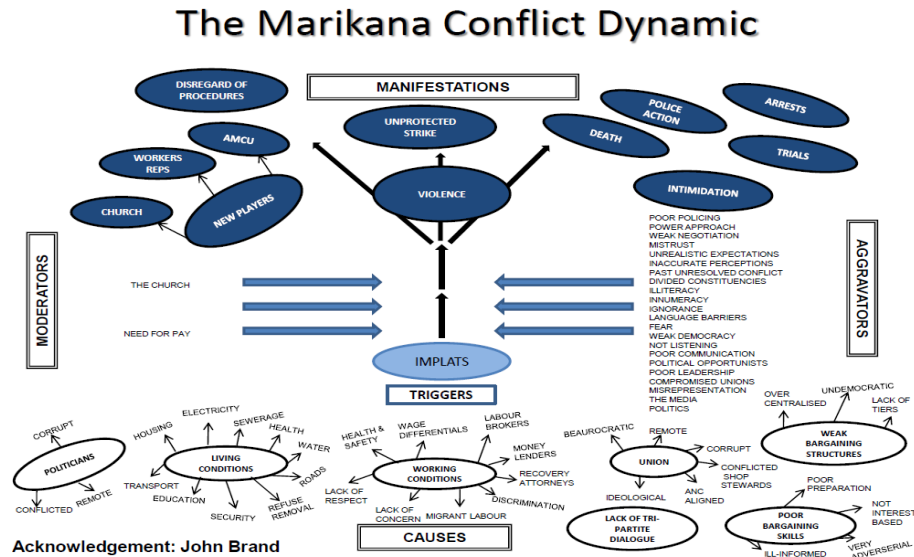 The Marikana Conflict Dynamic
MANIFESTATIONS
DISREGARD OF
PROCEDURES
AMCU
WORKERS
REPS
CHURCH
NEW PLAYERS
UNPROTECTED
STRIKE
VIOLENCE
POLICE
ACTION
DEATH
ARRESTS
TRIALS
INTIMIDATION
MODERATORS
THE CHURCH
NEED FOR PAY
POOR POLICING
POWER APPROACH
WEAK NEGOTIATION
MISTRUST
UNREALISTIC EXPECTATIONS
INACCURATE PERCEPTIONS
PAST UNRESOLVED CONFLICT
DIVIDED CONSTITUENCIES
ILLITERACY
INNUMERACY
IGNORANCE
LANGUAGE BARRIERS
FEAR
WEAK DEMOCRACY
NOT LISTENING
POOR COMMUNICATION
POLITICAL OPPORTUNISTS
POOR LEADERSHIP
COMPROMISED UNIONS
MISREPRESENTATION
THE MEDIA
POLITICS
AGGRAVATORS
IMPLATS
TRIGGERS
CORRUPT
POLITICIANS
CONFLICTED
REMOTE
HOUSING
ELECTRICITY
SEWERAGE
HEALTH
WATER
ROADS
LIVING
CONDITIONS
TRANSPORT
EDUCATION
SECURITY
REFUSE
REMOVAL
HEALTH &
SAFETY
WAGE
DIFFERENTIALS
LABOUR
BROKERS
MONEY
LENDERS
RECOVERY
ATTORNEYS
DISCRIMINATION
WORKING
CONDITIONS
LACK OF
RESPECT
LACK OF
CONCERN
MIGRANT LABOUR
BEAUROCRATIC
REMOTE
CORRUPT
CONFLICTED
SHOP
STEWARDS
ANC
ALIGNED
UNION
IDEOLOGICAL
LACK OF TRI-
PARTITE
DIALOGUE
OVER
CENTRALISED
UNDEMOCRATIC
LACK OF
TIERS
WEAK
BARGAINING
STRUCTURES
POOR
PREPARATION
NOT
INTEREST
BASED
POOR
BARGAINING
SKILLS
ILL-INFORMED
VERY
ADVERSERIAL
CAUSES
Acknowledgement: John Brand